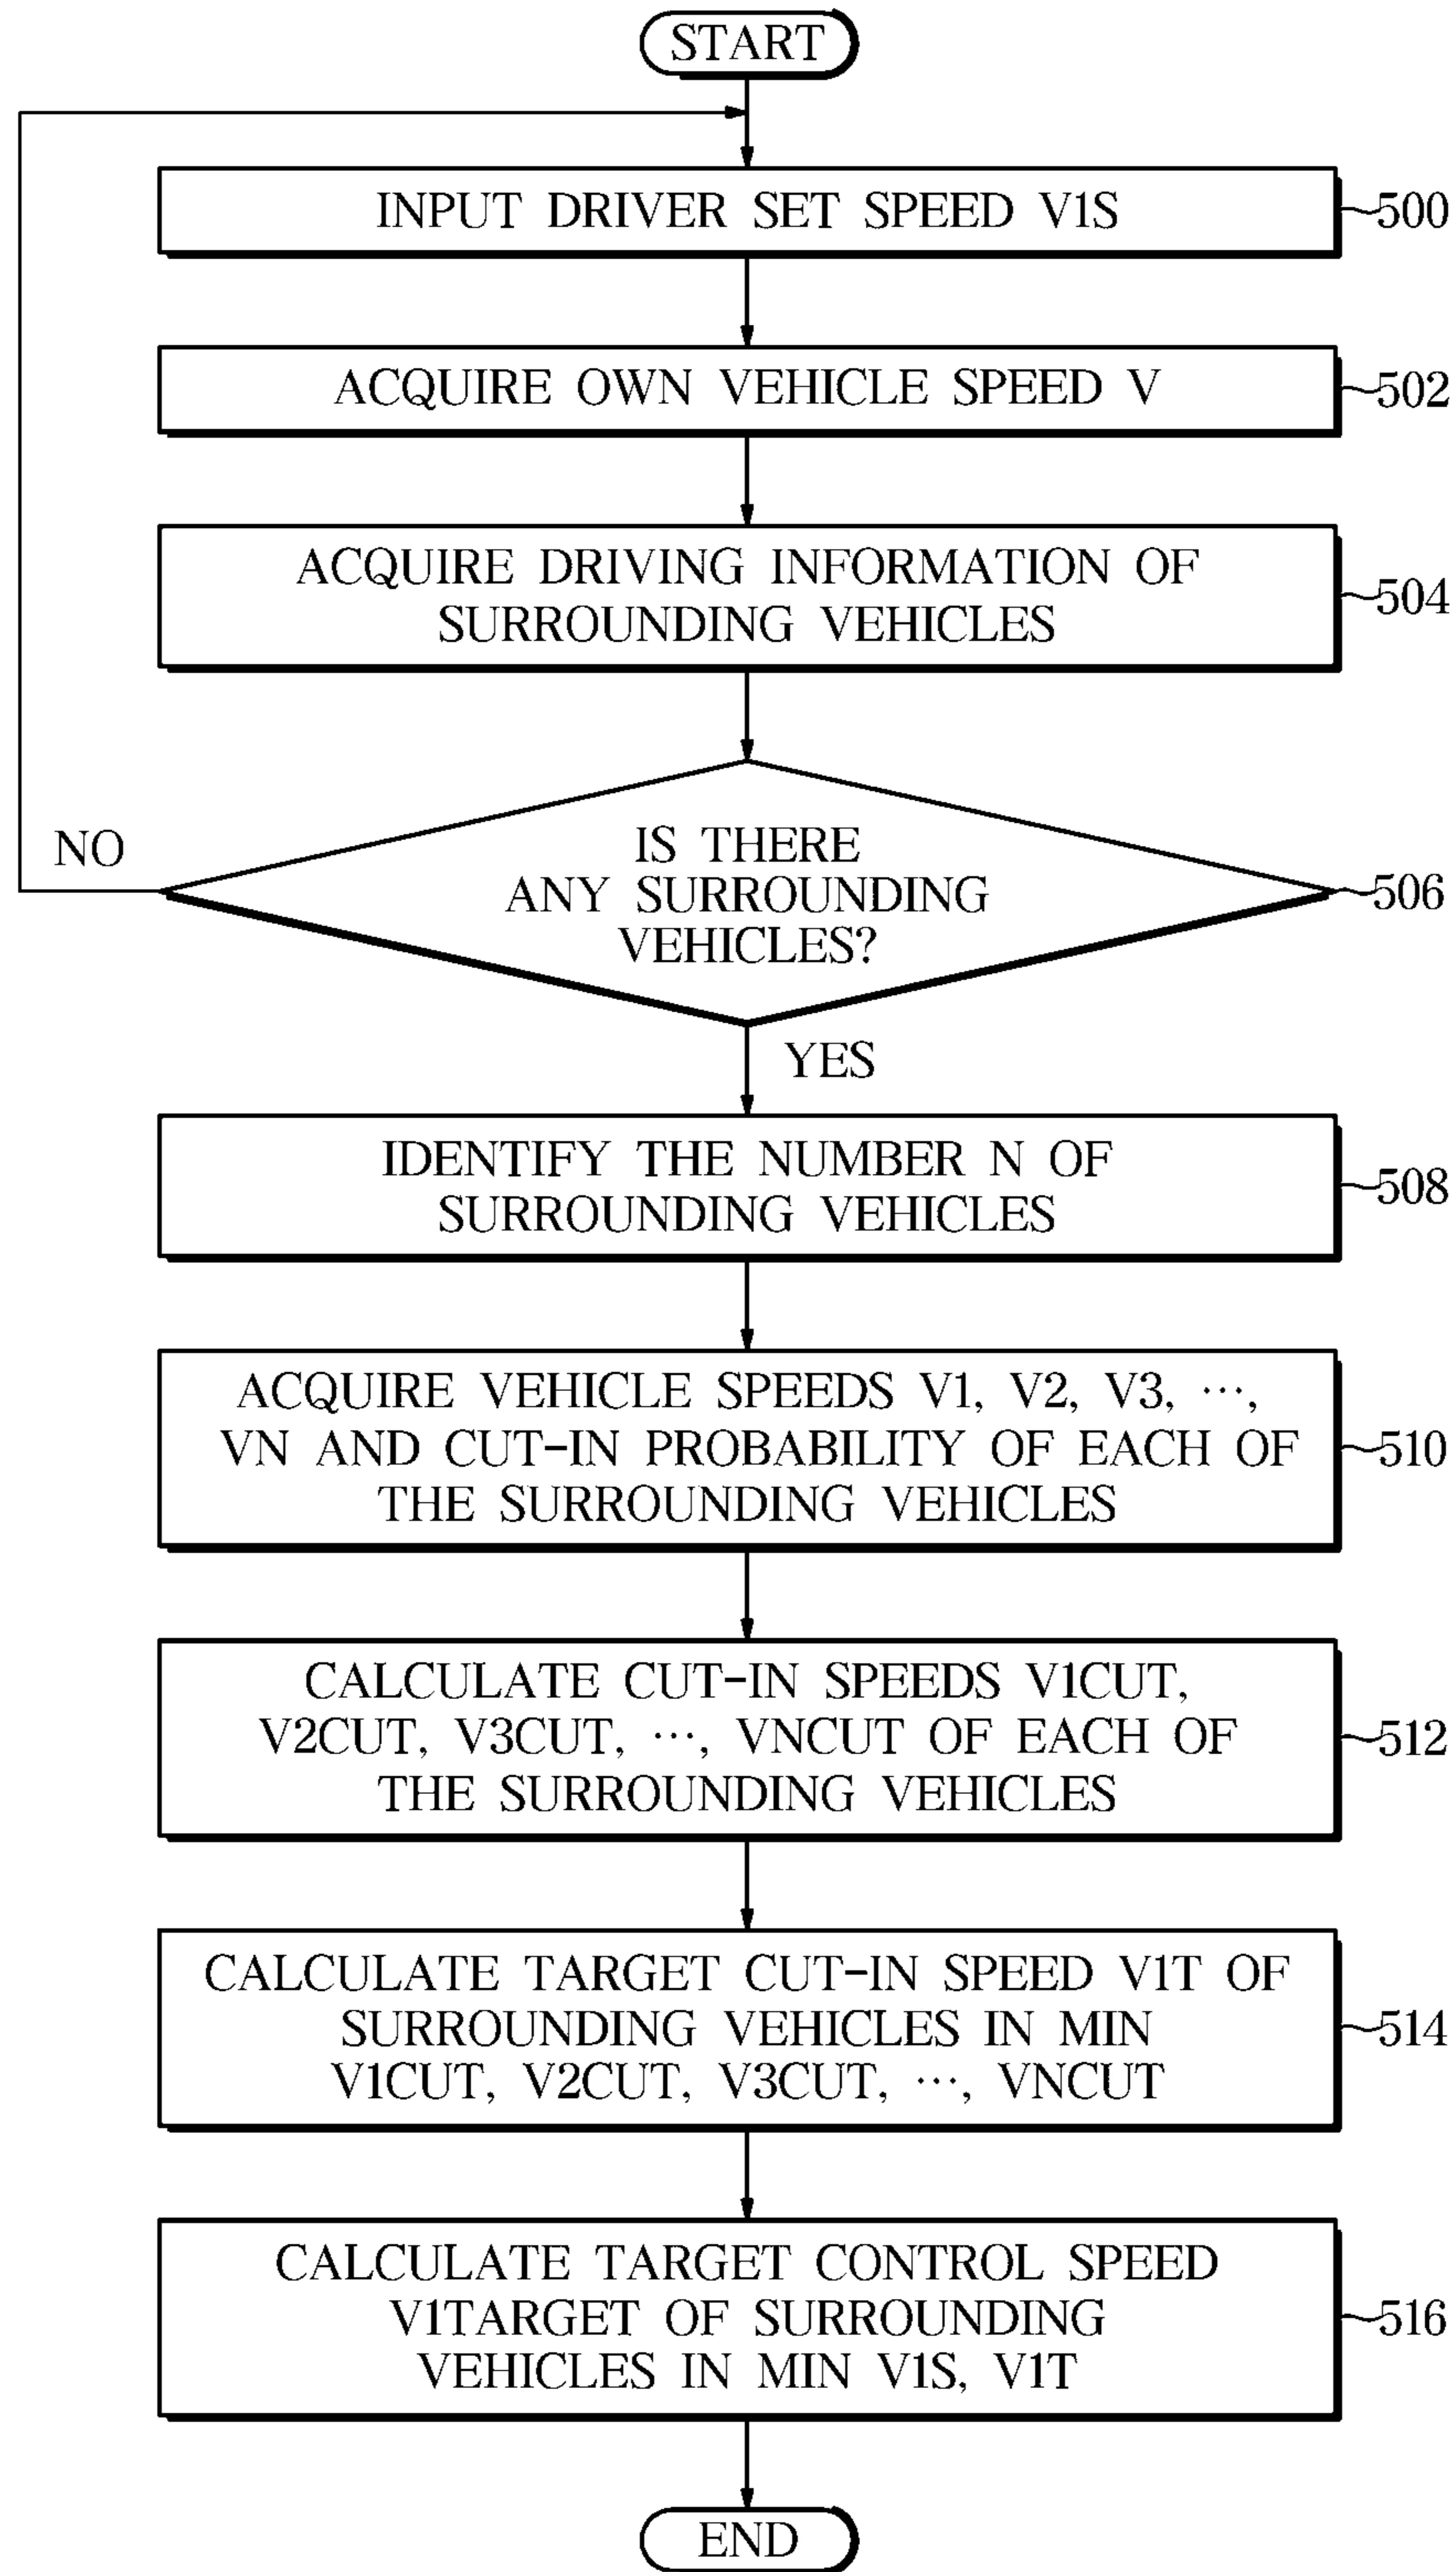 START
INPUT DRIVER SET SPEED V1S
500
ACQUIRE OWN VEHICLE SPEED V
502
ACQUIRE DRIVING INFORMATION OF
SURROUNDING VEHICLES
504
NO
IS THERE
ANY SURROUNDING
VEHICLES?
506
YES
IDENTIFY THE NUMBER N OF
SURROUNDING VEHICLES
508
ACQUIRE VEHICLE SPEEDS V1, V2, V3, ⋯,
VN AND CUT-IN PROBABILITY OF EACH OF
THE SURROUNDING VEHICLES
510
CALCULATE CUT-IN SPEEDS V1CUT,
V2CUT, V3CUT, ⋯, VNCUT OF EACH OF
THE SURROUNDING VEHICLES
512
CALCULATE TARGET CUT-IN SPEED V1T OF
SURROUNDING VEHICLES IN MIN
V1CUT, V2CUT, V3CUT, ⋯, VNCUT
514
CALCULATE TARGET CONTROL SPEED
V1TARGET OF SURROUNDING
VEHICLES IN MIN V1S, V1T
516
END